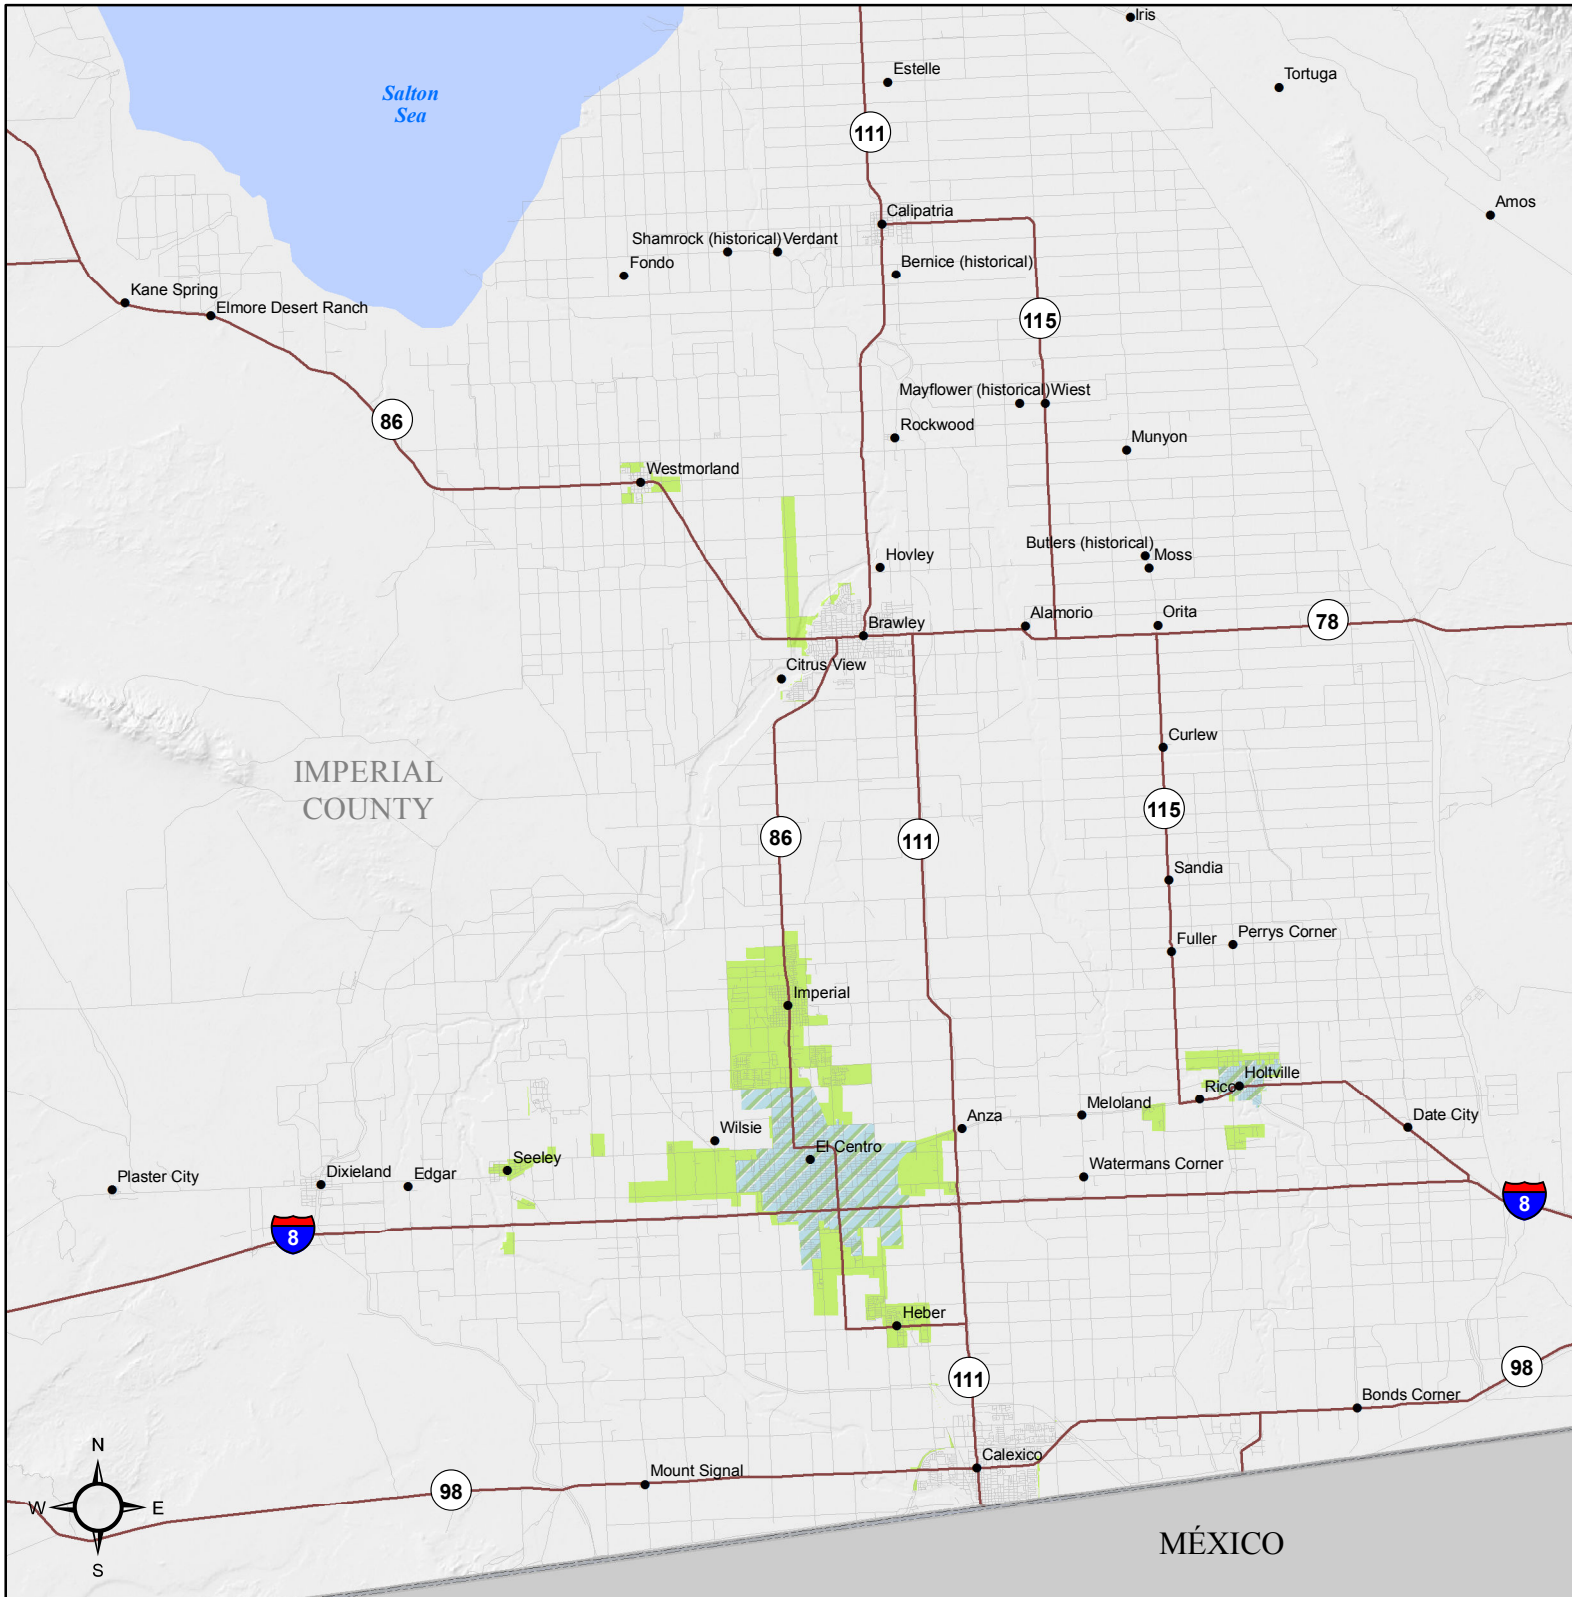 Iris
Estelle
Tortuga
Salton
Sea
111
Amos
Calipatria
Shamrock (historical)
Verdant
Fondo
Bernice (historical)
Kane Spring
Elmore Desert Ranch
115
Mayflower (historical)
Wiest
86
Rockwood
Munyon
Westmorland
Butlers (historical)
Hovley
Moss
Alamorio
Orita
78
Brawley
Citrus View
Curlew
IMPERIAL
COUNTY
115
86
111
Sandia
Fuller
Perrys Corner
Imperial
Holtville
Rico
Meloland
Anza
Date City
Wilsie
El Centro
Seeley
Watermans Corner
Plaster City
Dixieland
Edgar
8
8
Heber
111
98
Bonds Corner
Calexico
N
Mount Signal
98
W
E
S
MÉXICO